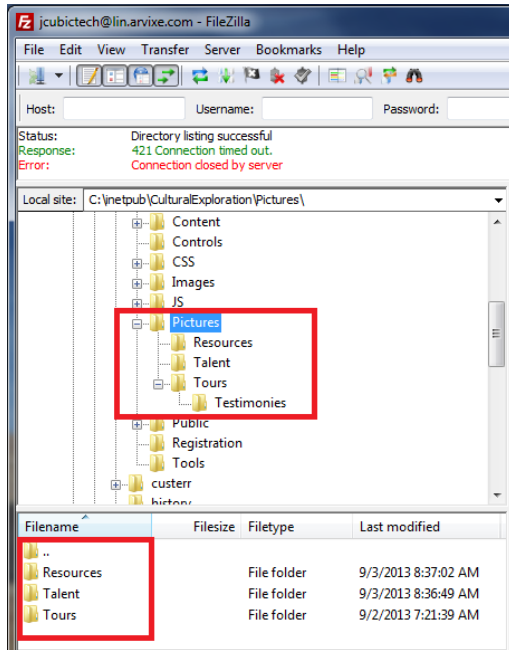 jcubictech@lin.arvixe.com - FileZilla
File Edit View Transfer Server Bookmarks Help
Host: Username: Password:
Status: Directory listing successful
Response: 421 Connection timed out.
Error: Connection closed by server
Local site: C:\inetpub\CulturalExploration\Pictures\
Content
Controls
CSS
Images
JS
Pictures
Resources
Talent
Tours
Testimonies
Public
Registration
Tools
custerr
history
Filename Filesize Filetype Last modified
..
Resources File folder 9/3/2013 8:37:02 AM
Talent File folder 9/3/2013 8:36:49 AM
Tours File folder 9/2/2013 7:21:39 AM